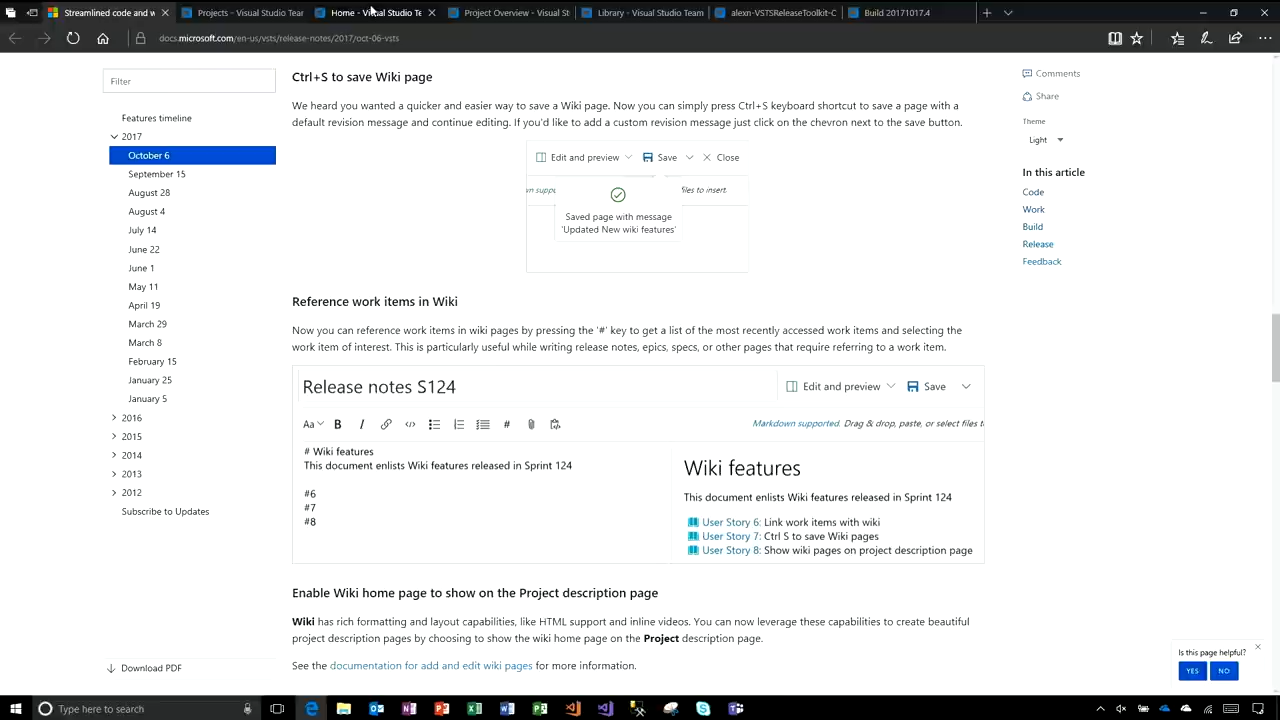 Streamlined code and w
Projects - Visual Studio Tear
Home - Visual Studio Te
Project Overview - Visual St
Library - Visual Studio Team
alexn-VSTSReleaseToolkit-C
Build 20171017.4
docs.microsoft.com/en-us/vsts/release-notes/2017/oct-06-vsts
Filter
Features timeline
2017
October 6
September 15
August 28
August 4
July 14
June 22
June 1
May 11
April 19
March 29
March 8
February 15
January 25
January 5
2016
2015
2014
2013
2012
Subscribe to Updates
Download PDF
Ctrl+S to save Wiki page
We heard you wanted a quicker and easier way to save a Wiki page. Now you can simply press Ctrl+S keyboard shortcut to save a page with a
default revision message and continue editing. If you'd like to add a custom revision message just click on the chevron next to the save button.
Edit and preview Save Close
wn suppo files to insert.
Saved page with message
'Updated New wiki features'
Reference work items in Wiki
Now you can reference work items in wiki pages by pressing the '#' key to get a list of the most recently accessed work items and selecting the
work item of interest. This is particularly useful while writing release notes, epics, specs, or other pages that require referring to a work item.
Release notes S124
Edit and preview Save
Aa B I #
Markdown supported. Drag & drop, paste, or select files to
# Wiki features
This document enlists Wiki features released in Sprint 124
#6
#7
#8
Wiki features
This document enlists Wiki features released in Sprint 124
User Story 6: Link work items with wiki
User Story 7: Ctrl S to save Wiki pages
User Story 8: Show wiki pages on project description page
Enable Wiki home page to show on the Project description page
Wiki has rich formatting and layout capabilities, like HTML support and inline videos. You can now leverage these capabilities to create beautiful
project description pages by choosing to show the wiki home page on the Project description page.
See the documentation for add and edit wiki pages for more information.
Comments
Share
Theme
Light
In this article
Code
Work
Build
Release
Feedback
Is this page helpful?
YES NO
Type here to search